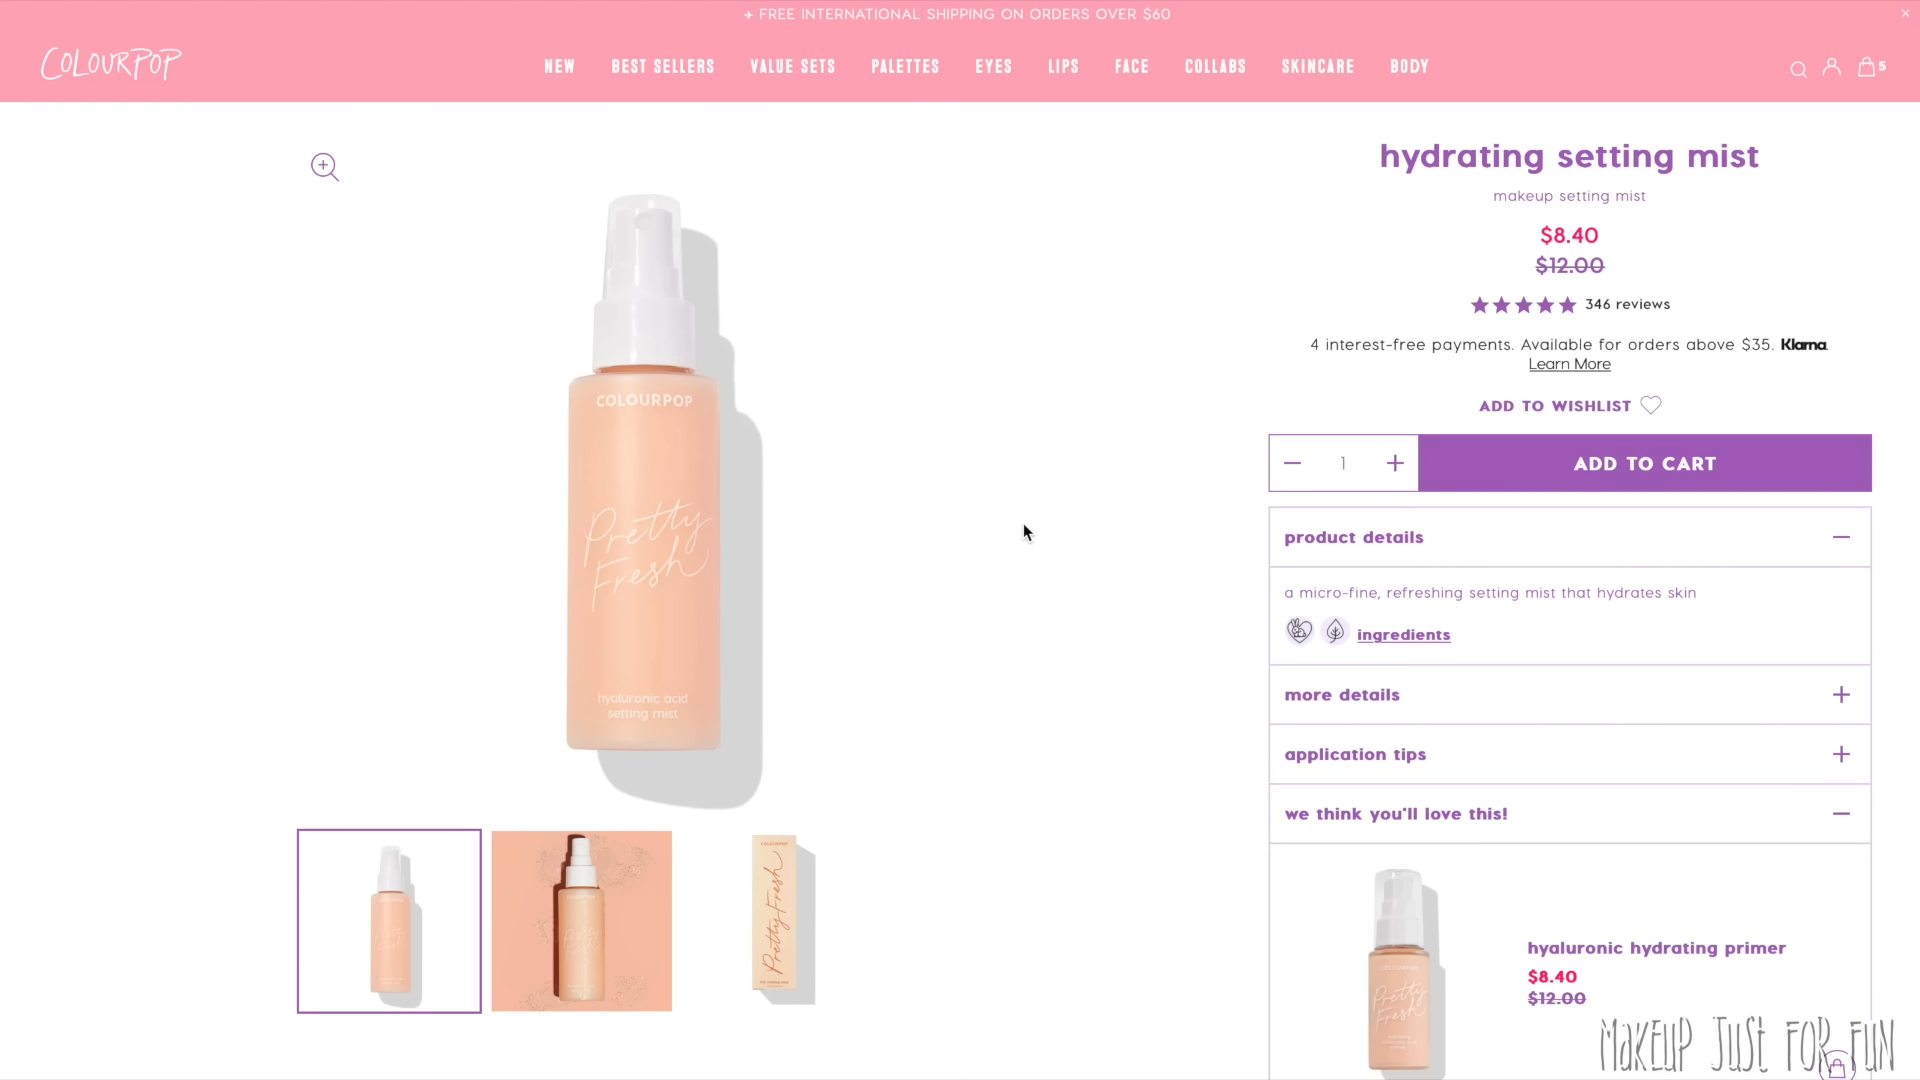 ✈ FREE INTERNATIONAL SHIPPING ON ORDERS OVER $60
×
COLOURPOP
NEW BEST SELLERS VALUE SETS PALETTES EYES LIPS FACE COLLABS SKINCARE BODY
5
hydrating setting mist
makeup setting mist
$8.40
$12.00
346 reviews
4 interest-free payments. Available for orders above $35. Klarna.
Learn More
ADD TO WISHLIST
1
ADD TO CART
product details
a micro-fine, refreshing setting mist that hydrates skin
ingredients
more details
application tips
we think you'll love this!
hyaluronic hydrating primer
$8.40
$12.00
COLOURPOP
Pretty
Fresh
hyaluronic acid
setting mist
Pretty Fresh
Pretty
Fresh
MAKEUP JUST FOR FUN